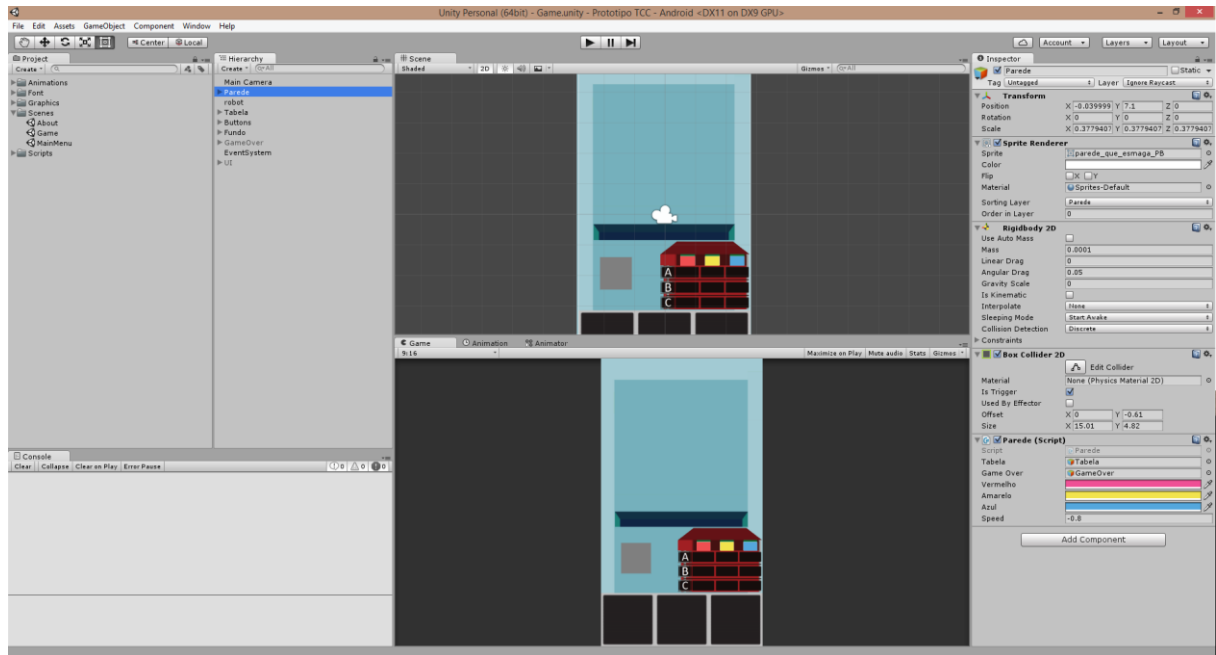 Unity Personal (64bit) - Game.unity - Prototipo TCC - Android <DX11 on DX9 GPU>
File Edit Assets GameObject Component Window Help
Center Local Account Layers Layout
Project
Create
Animations
Font
Graphics
Scenes
About
Game
MainMenu
Scripts
Hierarchy
Create All
Main Camera
Parede
robot
Tabela
Buttons
Fundo
GameOver
EventSystem
UI
Scene
Shaded 2D Gizmos All
A
B
C
Game Animation Animator
9:16 Maximize on Play Mute audio Stats Gizmos
A
B
C
Console
Clear Collapse Clear on Play Error Pause 0 0 0
Inspector
Parede Static
Tag Untagged Layer Ignore Raycast
Transform
Position X -0.039999 Y 7.1 Z 0
Rotation X 0 Y 0 Z 0
Scale X 0.3779407 Y 0.3779407 Z 0.3779407
Sprite Renderer
Sprite parede_que_esmaga_PB
Color
Flip X Y
Material Sprites-Default
Sorting Layer Parede
Order in Layer 0
Rigidbody 2D
Use Auto Mass
Mass 0.0001
Linear Drag 0
Angular Drag 0.05
Gravity Scale 0
Is Kinematic
Interpolate None
Sleeping Mode Start Awake
Collision Detection Discrete
Constraints
Box Collider 2D
Edit Collider
Material None (Physics Material 2D)
Is Trigger
Used By Effector
Offset X 0 Y -0.61
Size X 15.01 Y 4.82
Parede (Script)
Script Parede
Tabela Tabela
Game Over GameOver
Vermelho
Amarelo
Azul
Speed -0.8
Add Component